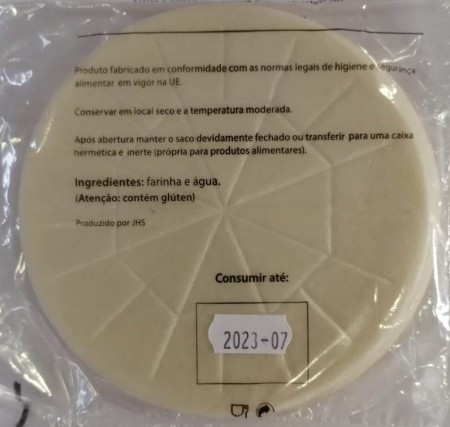 Produto fabricado em conformidade com as normas legais de higiene e segurança
alimentar em vigor na UE.
Conservar em local seco e a temperatura moderada.
Após abertura manter o saco devidamente fechado ou transferir para uma caixa
hermética e inerte (própria para produtos alimentares).
Ingredientes: farinha e água.
(Atenção: contém glúten)
Produzido por JHS
Consumir até:
2023-07